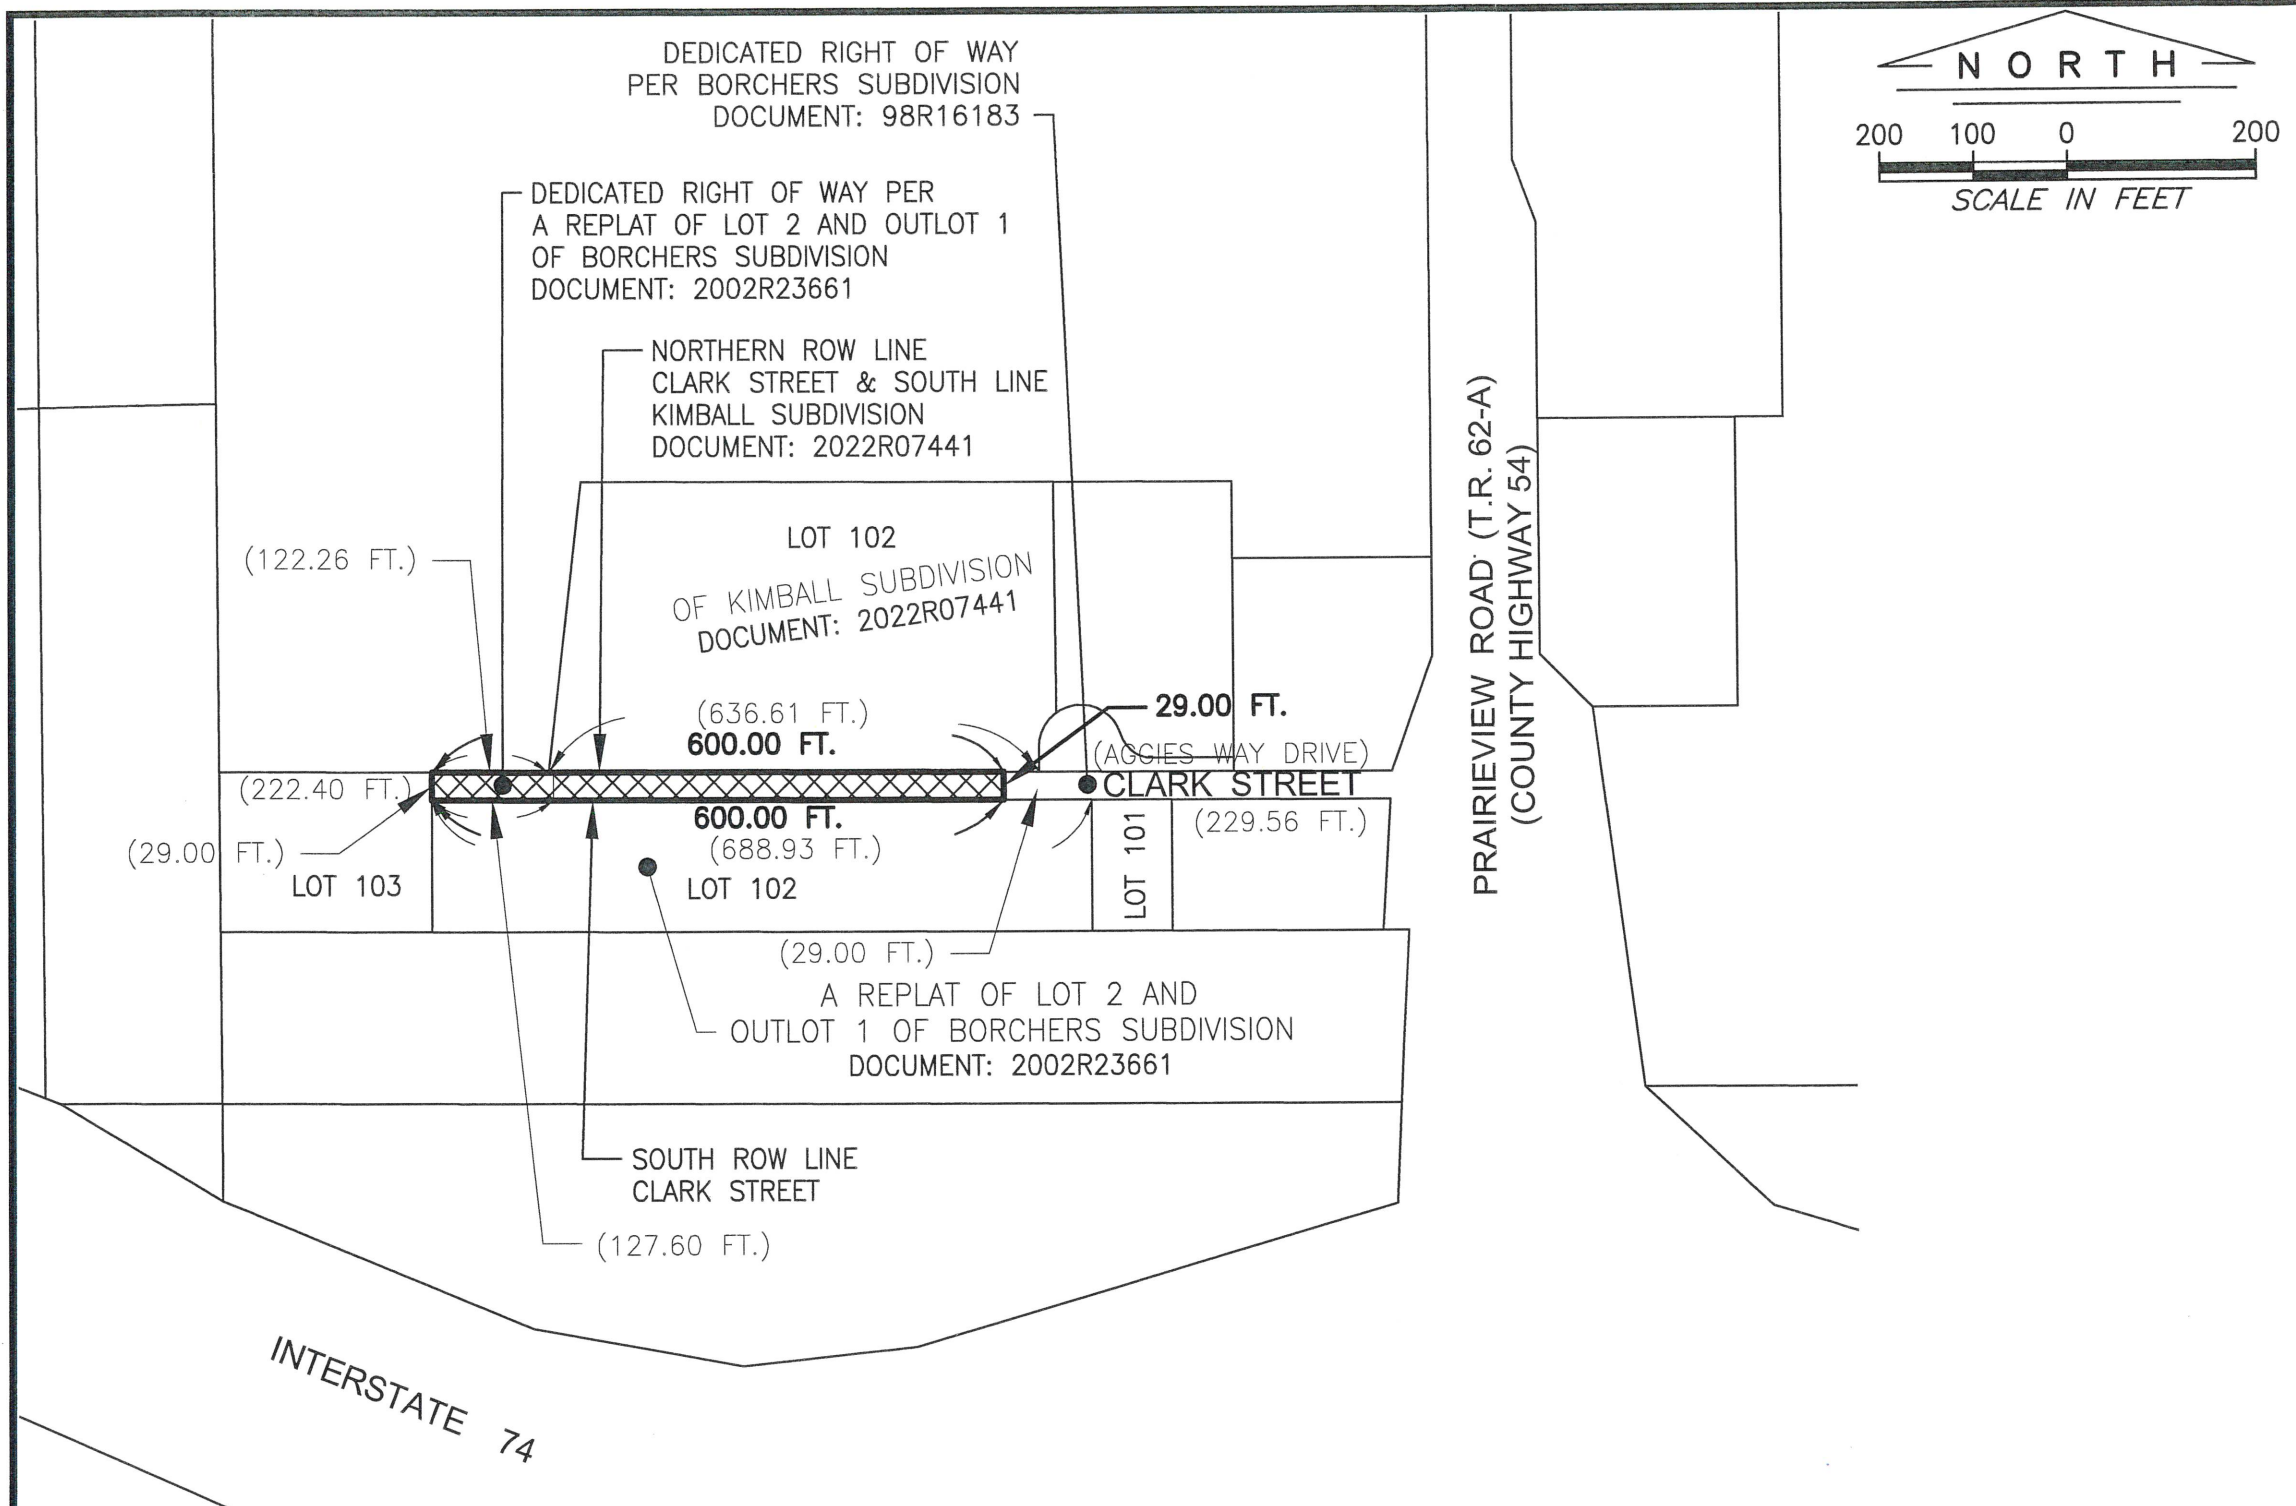 DEDICATED RIGHT OF WAY
PER BORCHERS SUBDIVISION
DOCUMENT: 98R16183
NORTH
200 100 0 200
SCALE IN FEET
DEDICATED RIGHT OF WAY PER
A REPLAT OF LOT 2 AND OUTLOT 1
OF BORCHERS SUBDIVISION
DOCUMENT: 2002R23661
NORTHERN ROW LINE
CLARK STREET & SOUTH LINE
KIMBALL SUBDIVISION
DOCUMENT: 2022R07441
PRAIRIEVIEW ROAD (T.R. 62-A)
(COUNTY HIGHWAY 54)
LOT 102
OF KIMBALL SUBDIVISION
DOCUMENT: 2022R07441
(122.26 FT.)
(636.61 FT.)
600.00 FT.
29.00 FT.
(AGGIES WAY DRIVE)
CLARK STREET
(222.40 FT.)
600.00 FT.
(688.93 FT.)
(229.56 FT.)
(29.00 FT.)
LOT 103
LOT 102
LOT 101
(29.00 FT.)
A REPLAT OF LOT 2 AND
OUTLOT 1 OF BORCHERS SUBDIVISION
DOCUMENT: 2002R23661
SOUTH ROW LINE
CLARK STREET
(127.60 FT.)
INTERSTATE 74